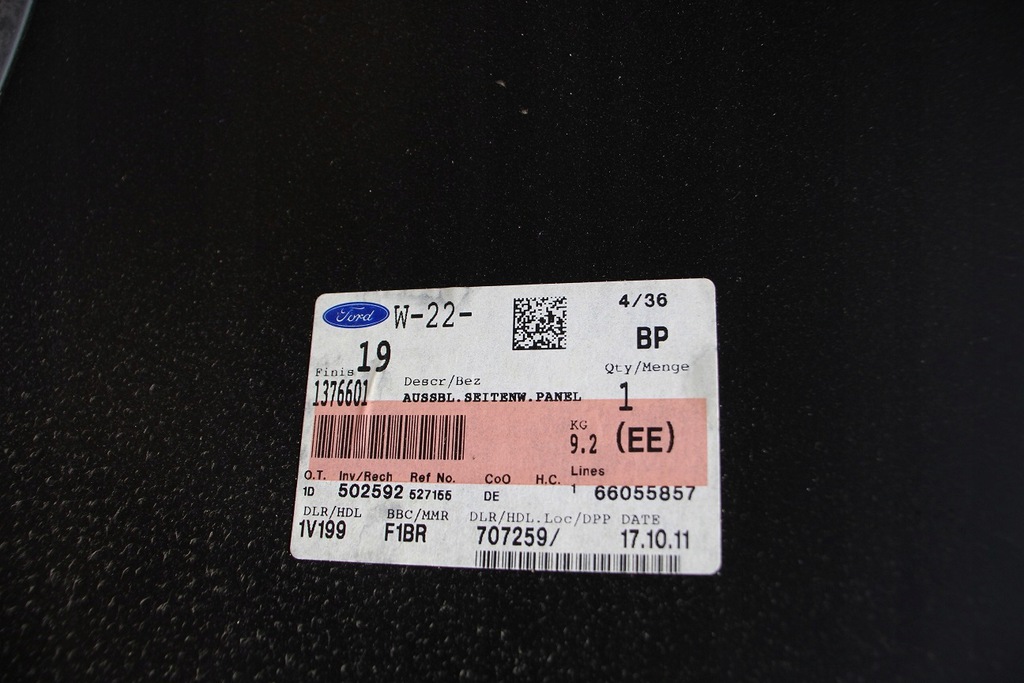 Ford W-22- 4/36
BP
Finis 19 Qty/Menge
1376601 Descr/Bez
AUSSBL.SEITENW.PANEL 1
KG
9.2 (EE)
O.T. Inv/Rech Ref No. CoO H.C. Lines
1D 502592 527155 DE 1 66055857
DLR/HDL BBC/MMR DLR/HDL.Loc/DPP DATE
1V199 F1BR 707259/ 17.10.11